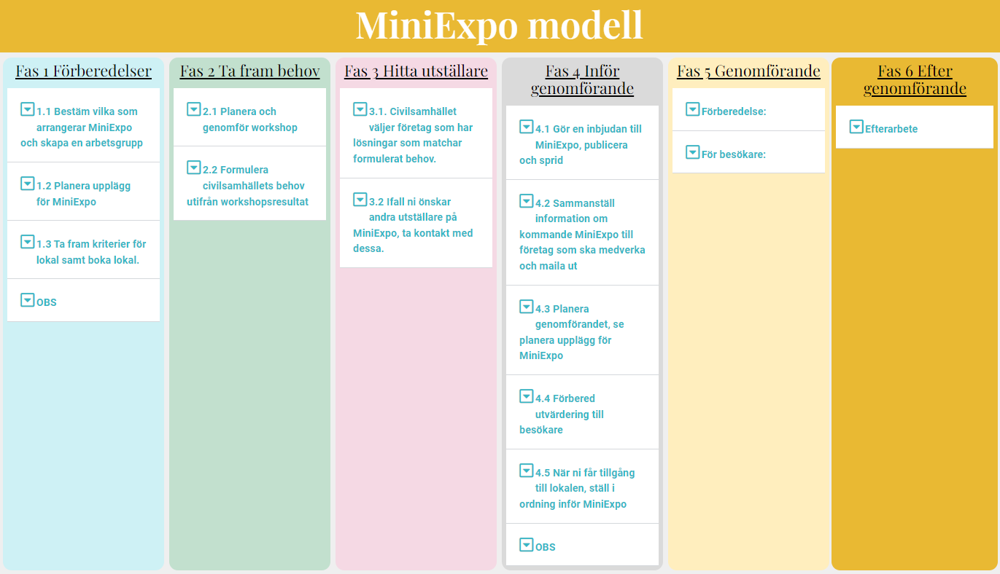 MiniExpo modell
Fas 1 Förberedelser
1.1 Bestäm vilka som
arrangerar MiniExpo
och skapa en arbetsgrupp
1.2 Planera upplägg
för MiniExpo
1.3 Ta fram kriterier för
lokal samt boka lokal.
OBS
Fas 2 Ta fram behov
2.1 Planera och
genomför workshop
2.2 Formulera
civilsamhällets behov
utifrån workshopsresultat
Fas 3 Hitta utställare
3.1. Civilsamhället
väljer företag som har
lösningar som matchar
formulerat behov.
3.2 Ifall ni önskar
andra utställare på
MiniExpo, ta kontakt med
dessa.
Fas 4 Inför
genomförande
4.1 Gör en inbjudan till
MiniExpo, publicera
och sprid
4.2 Sammanställ
information om
kommande MiniExpo till
företag som ska medverka
och maila ut
4.3 Planera
genomförandet, se
planera upplägg för
MiniExpo
4.4 Förbered
utvärdering till
besökare
4.5 När ni får tillgång
till lokalen, ställ i
ordning inför MiniExpo
OBS
Fas 5 Genomförande
Förberedelse:
För besökare:
Fas 6 Efter
genomförande
Efterarbete